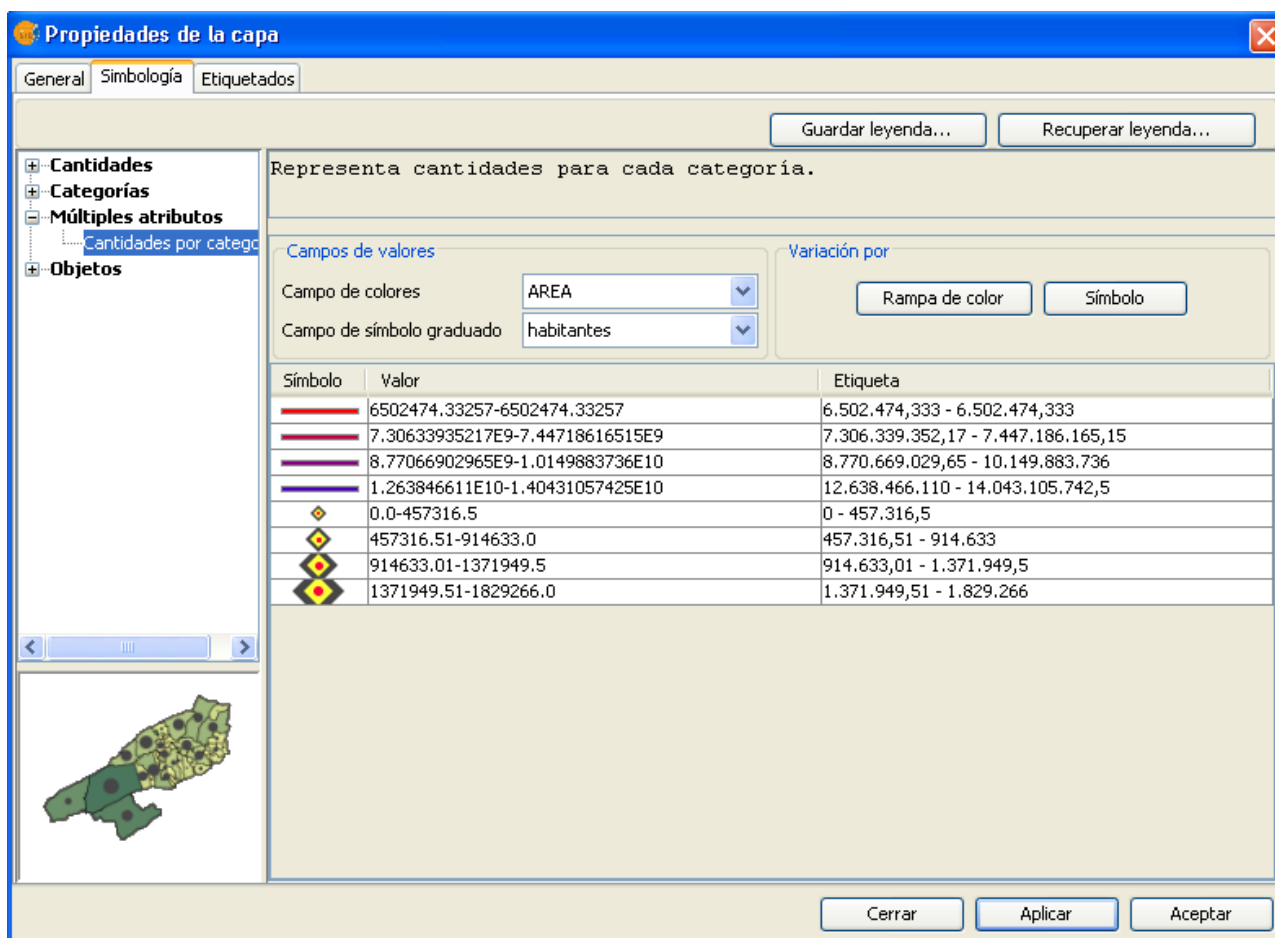 Propiedades de la capa
General Simbología Etiquetados
Guardar leyenda... Recuperar leyenda...
Cantidades
Categorías
Múltiples atributos
Cantidades por catego
Objetos
Representa cantidades para cada categoría.
Campos de valores
Campo de colores AREA
Campo de símbolo graduado habitantes
Variación por
Rampa de color Símbolo
Símbolo Valor Etiqueta
6502474.33257-6502474.33257 6.502.474,333 - 6.502.474,333
7.30633935217E9-7.44718616515E9 7.306.339.352,17 - 7.447.186.165,15
8.77066902965E9-1.0149883736E10 8.770.669.029,65 - 10.149.883.736
1.263846611E10-1.40431057425E10 12.638.466.110 - 14.043.105.742,5
0.0-457316.5 0 - 457.316,5
457316.51-914633.0 457.316,51 - 914.633
914633.01-1371949.5 914.633,01 - 1.371.949,5
1371949.51-1829266.0 1.371.949,51 - 1.829.266
Cerrar Aplicar Aceptar